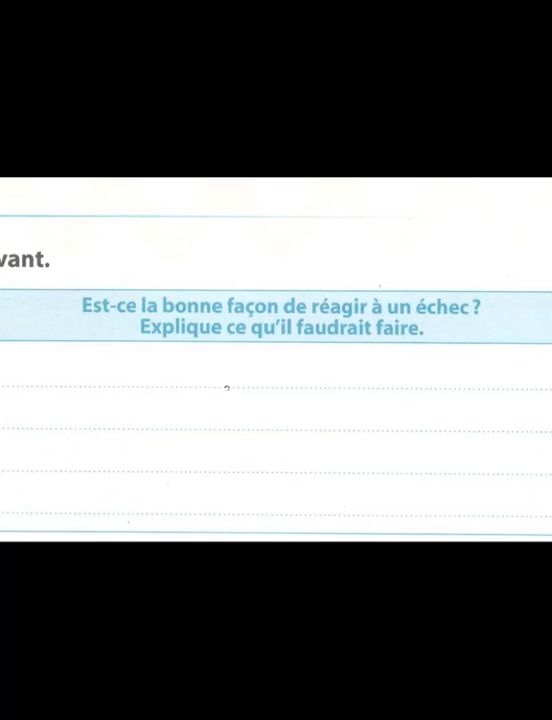 vant.
Est-ce la bonne façon de réagir à un échec ?
Explique ce qu'il faudrait faire.